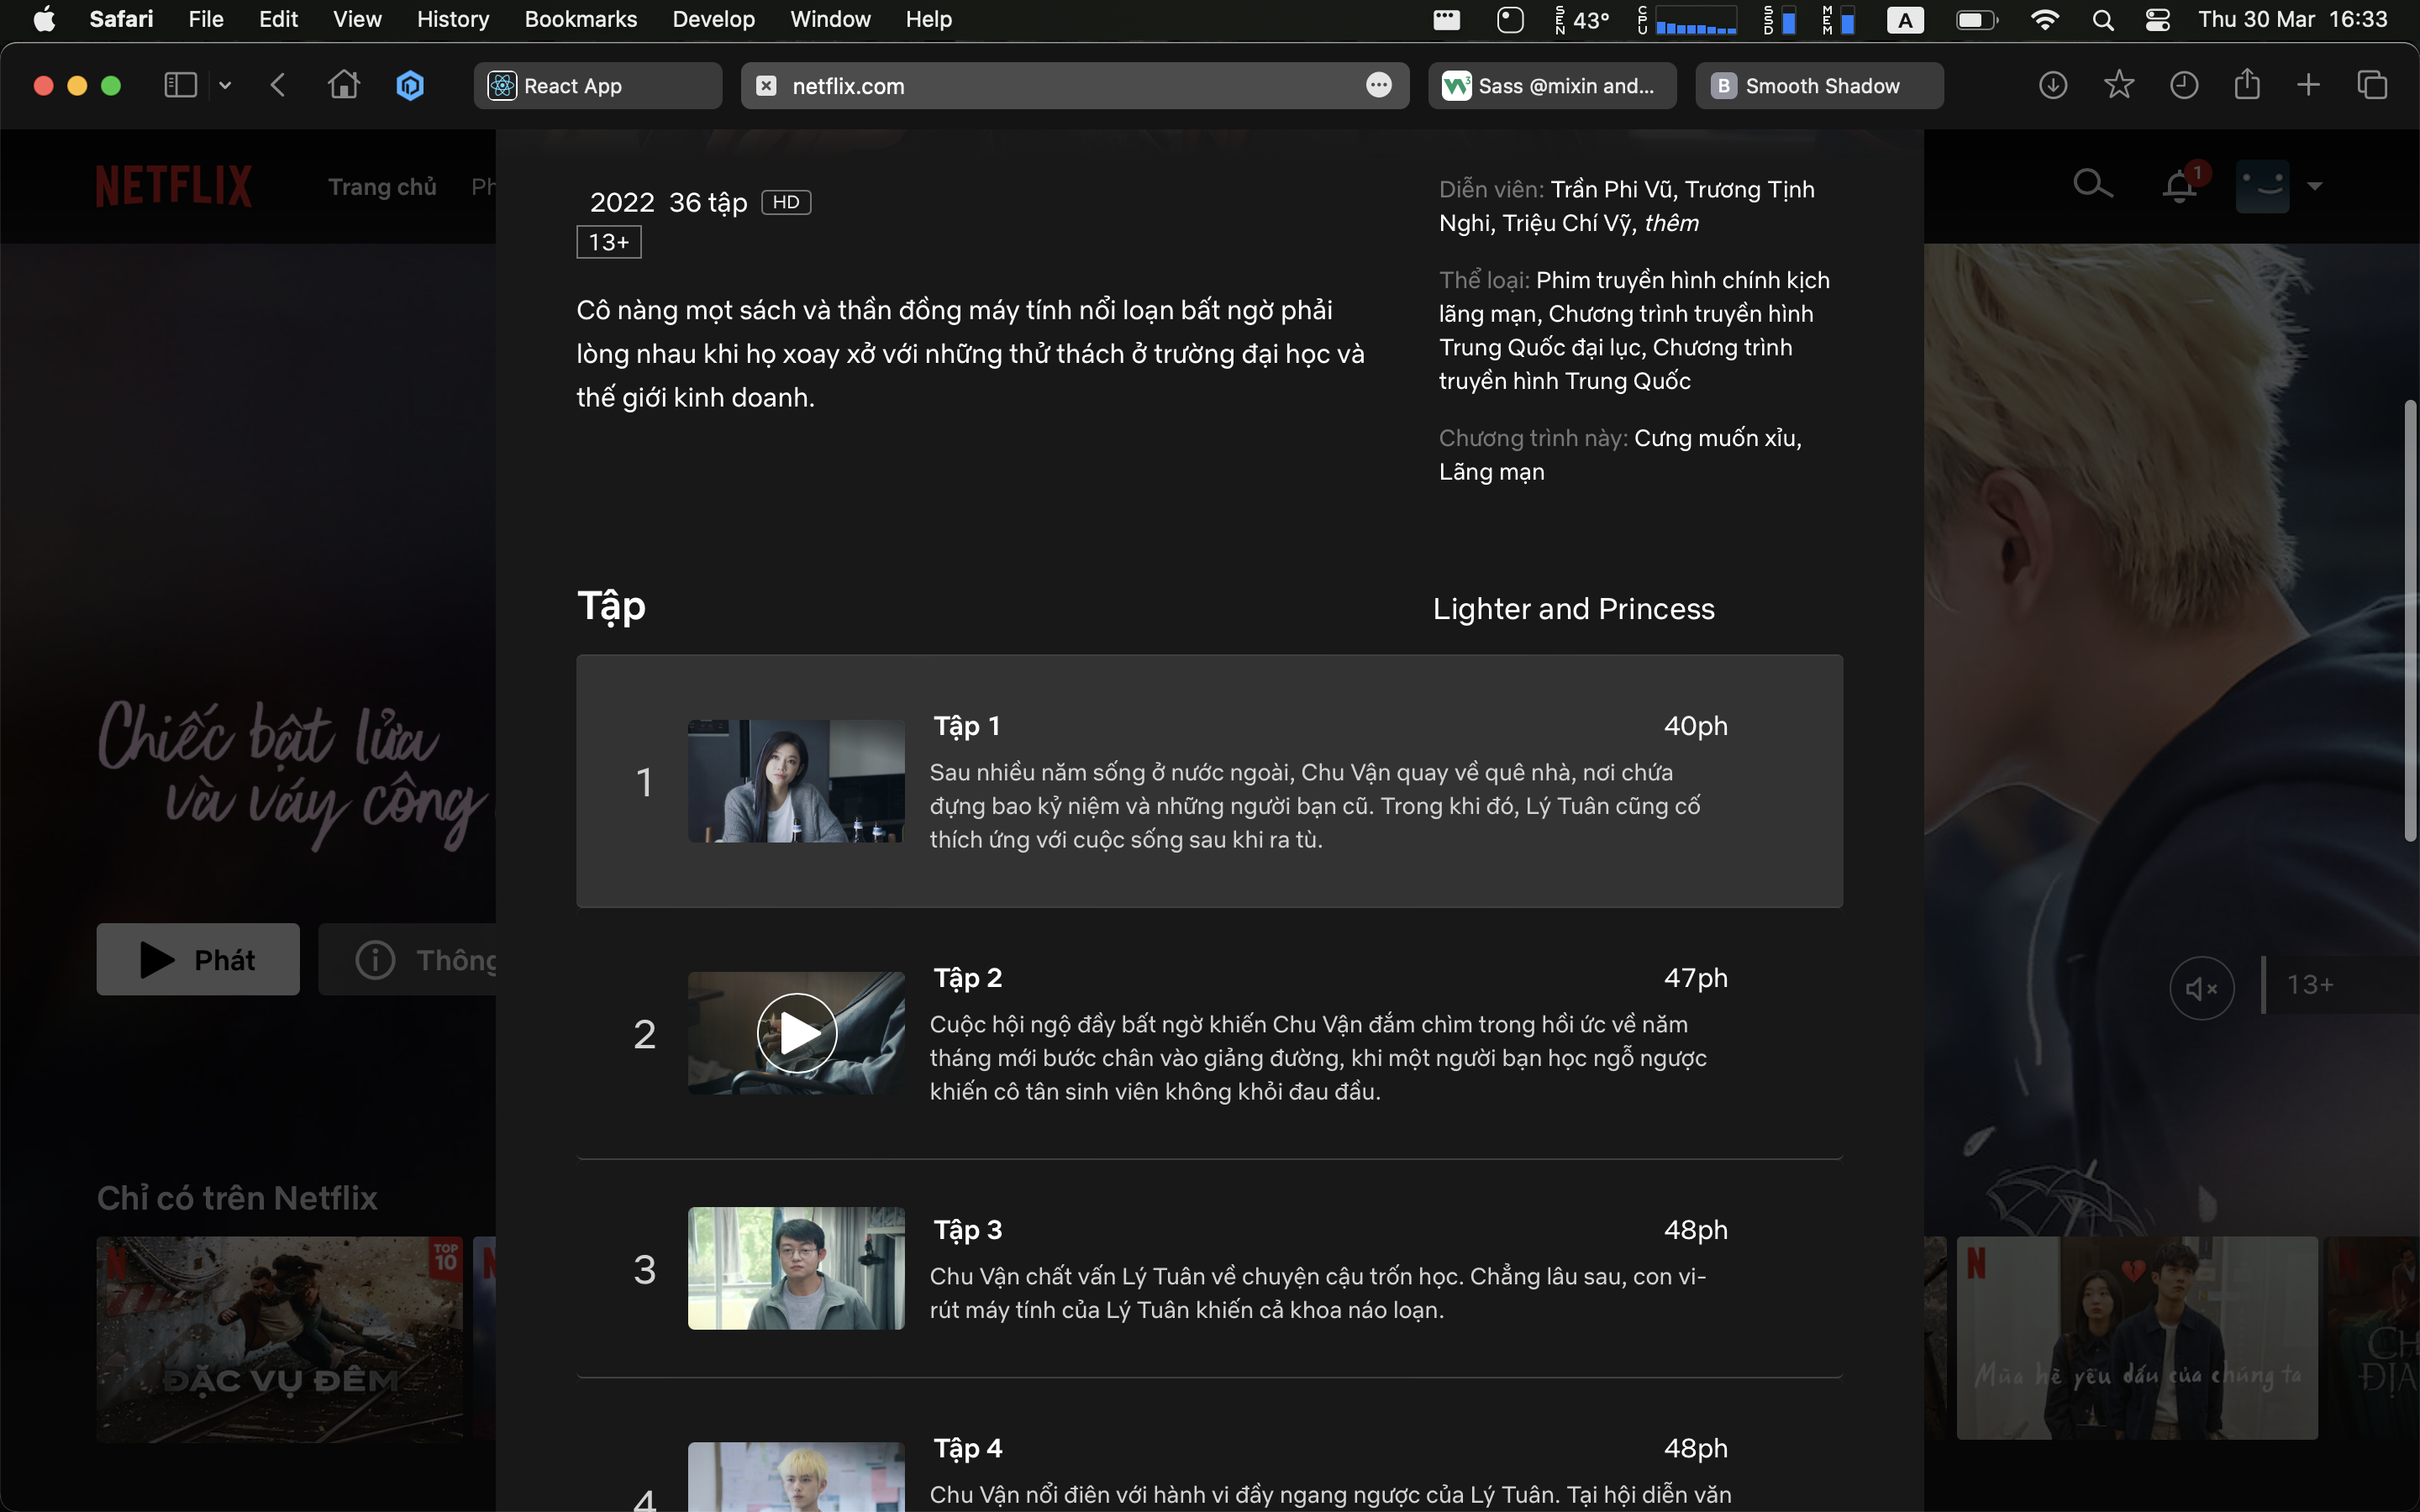 Safari File Edit View History Bookmarks Develop Window Help SEN 43° CPU SSD MEM A Thu 30 Mar 16:33
React App netflix.com Sass @mixin and... B Smooth Shadow
NETFLIX Trang chủ Ph 1
2022 36 tập HD
13+
Cô nàng mọt sách và thần đồng máy tính nổi loạn bất ngờ phải
lòng nhau khi họ xoay xở với những thử thách ở trường đại học và
thế giới kinh doanh.
Diễn viên: Trần Phi Vũ, Trương Tịnh
Nghi, Triệu Chí Vỹ, thêm
Thể loại: Phim truyền hình chính kịch
lãng mạn, Chương trình truyền hình
Trung Quốc đại lục, Chương trình
truyền hình Trung Quốc
Chương trình này: Cưng muốn xỉu,
Lãng mạn
Tập Lighter and Princess
Chiếc bật lửa
và váy công
Phát Thông
13+
1
Tập 1 40ph
Sau nhiều năm sống ở nước ngoài, Chu Vận quay về quê nhà, nơi chứa
đựng bao kỷ niệm và những người bạn cũ. Trong khi đó, Lý Tuân cũng cố
thích ứng với cuộc sống sau khi ra tù.
2
Tập 2 47ph
Cuộc hội ngộ đầy bất ngờ khiến Chu Vận đắm chìm trong hồi ức về năm
tháng mới bước chân vào giảng đường, khi một người bạn học ngỗ ngược
khiến cô tân sinh viên không khỏi đau đầu.
3
Tập 3 48ph
Chu Vận chất vấn Lý Tuân về chuyện cậu trốn học. Chẳng lâu sau, con vi-
rút máy tính của Lý Tuân khiến cả khoa náo loạn.
4
Tập 4 48ph
Chu Vận nổi điên với hành vi đầy ngang ngược của Lý Tuân. Tại hội diễn văn
Chỉ có trên Netflix
N TOP 10
ĐẶC VỤ ĐÊM
N
N
Mùa hè yêu dấu của chúng ta
N
CH
ĐỊA